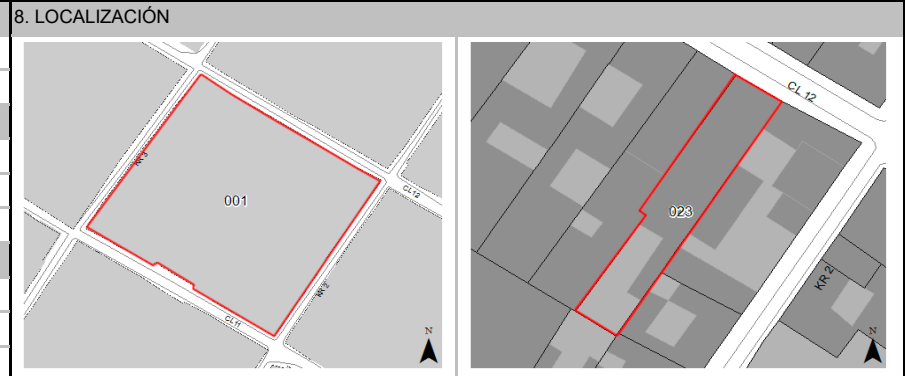 8. LOCALIZACIÓN
KR 3
001
CL 12
KR 2
CL 11
N
CL 12
023
KR 2
N